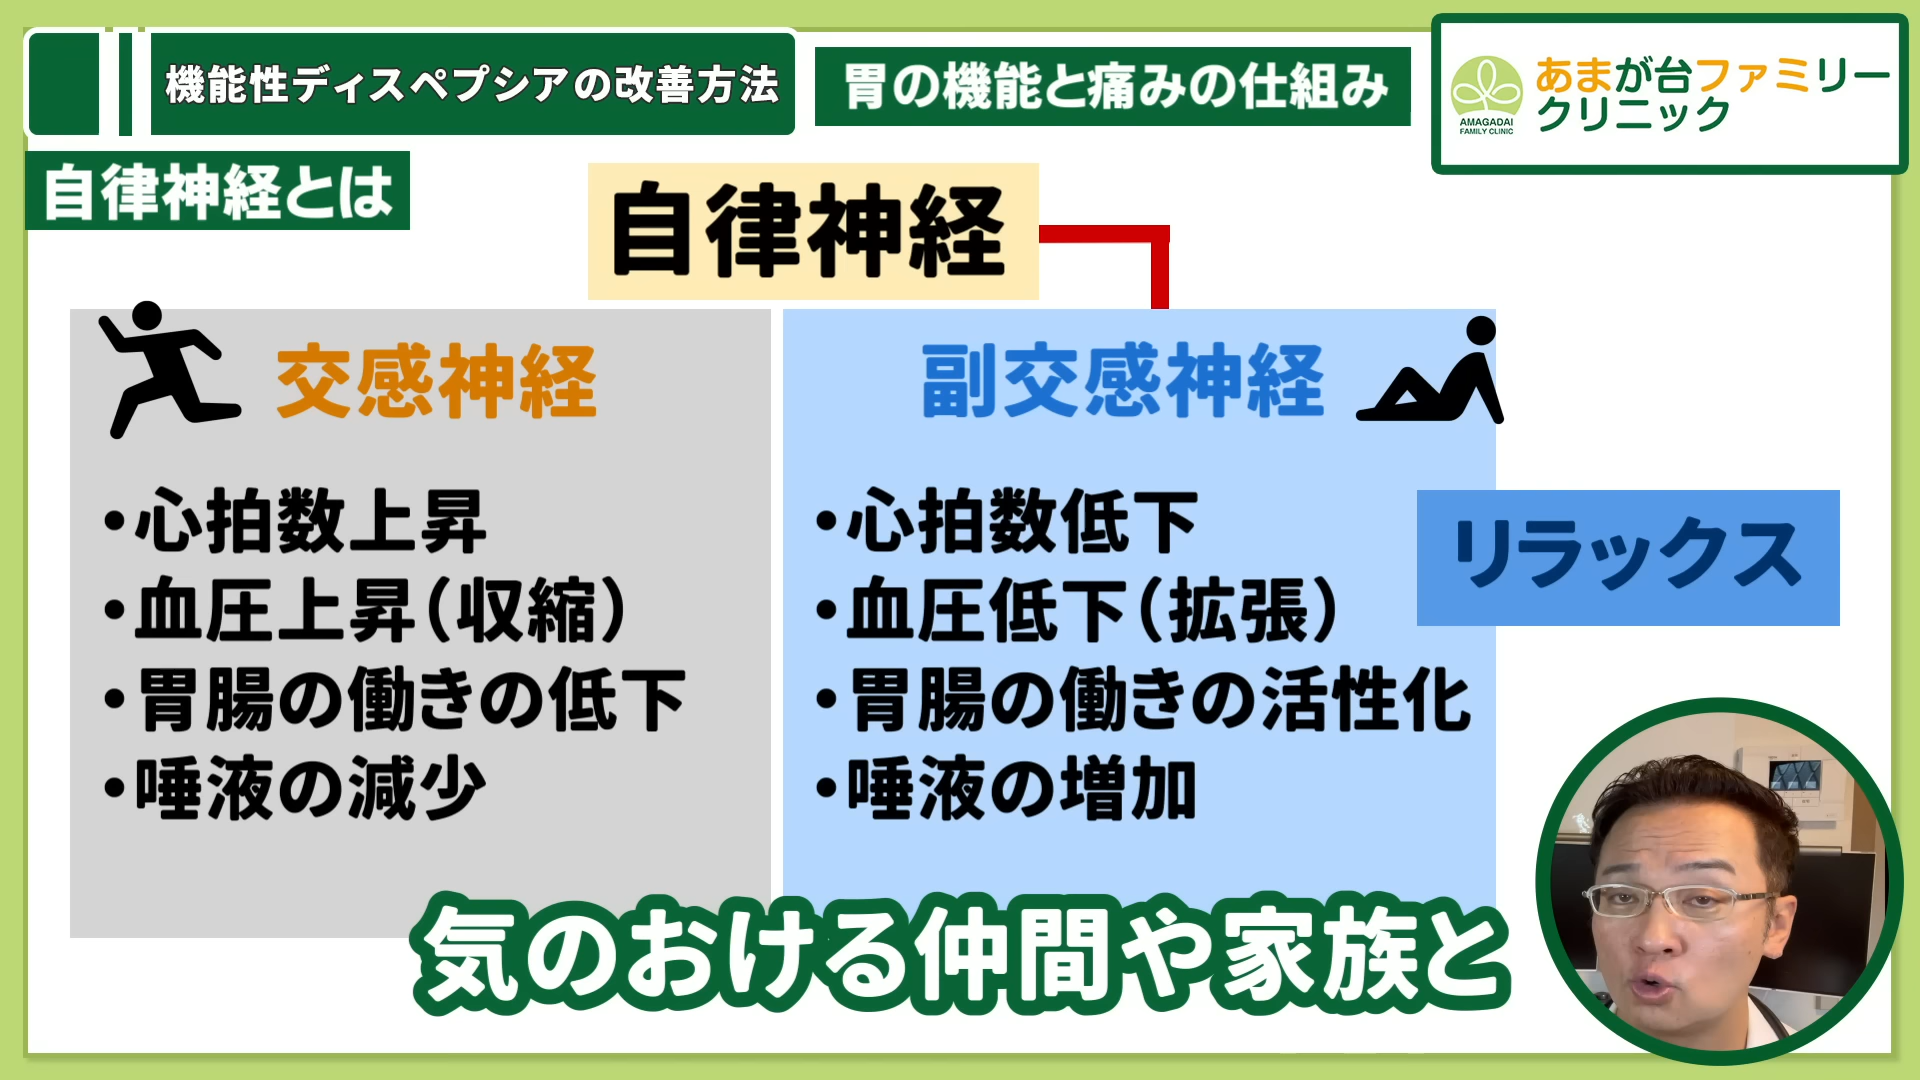 機能性ディスペプシアの改善方法
胃の機能と痛みの仕組み
あまが台ファミリー
クリニック
AMAGADAI
FAMILY CLINIC
自律神経とは
自律神経
交感神経
・心拍数上昇
・血圧上昇（収縮）
・胃腸の働きの低下
・唾液の減少
副交感神経
・心拍数低下
・血圧低下（拡張）
・胃腸の働きの活性化
・唾液の増加
リラックス
気のおける仲間や家族と